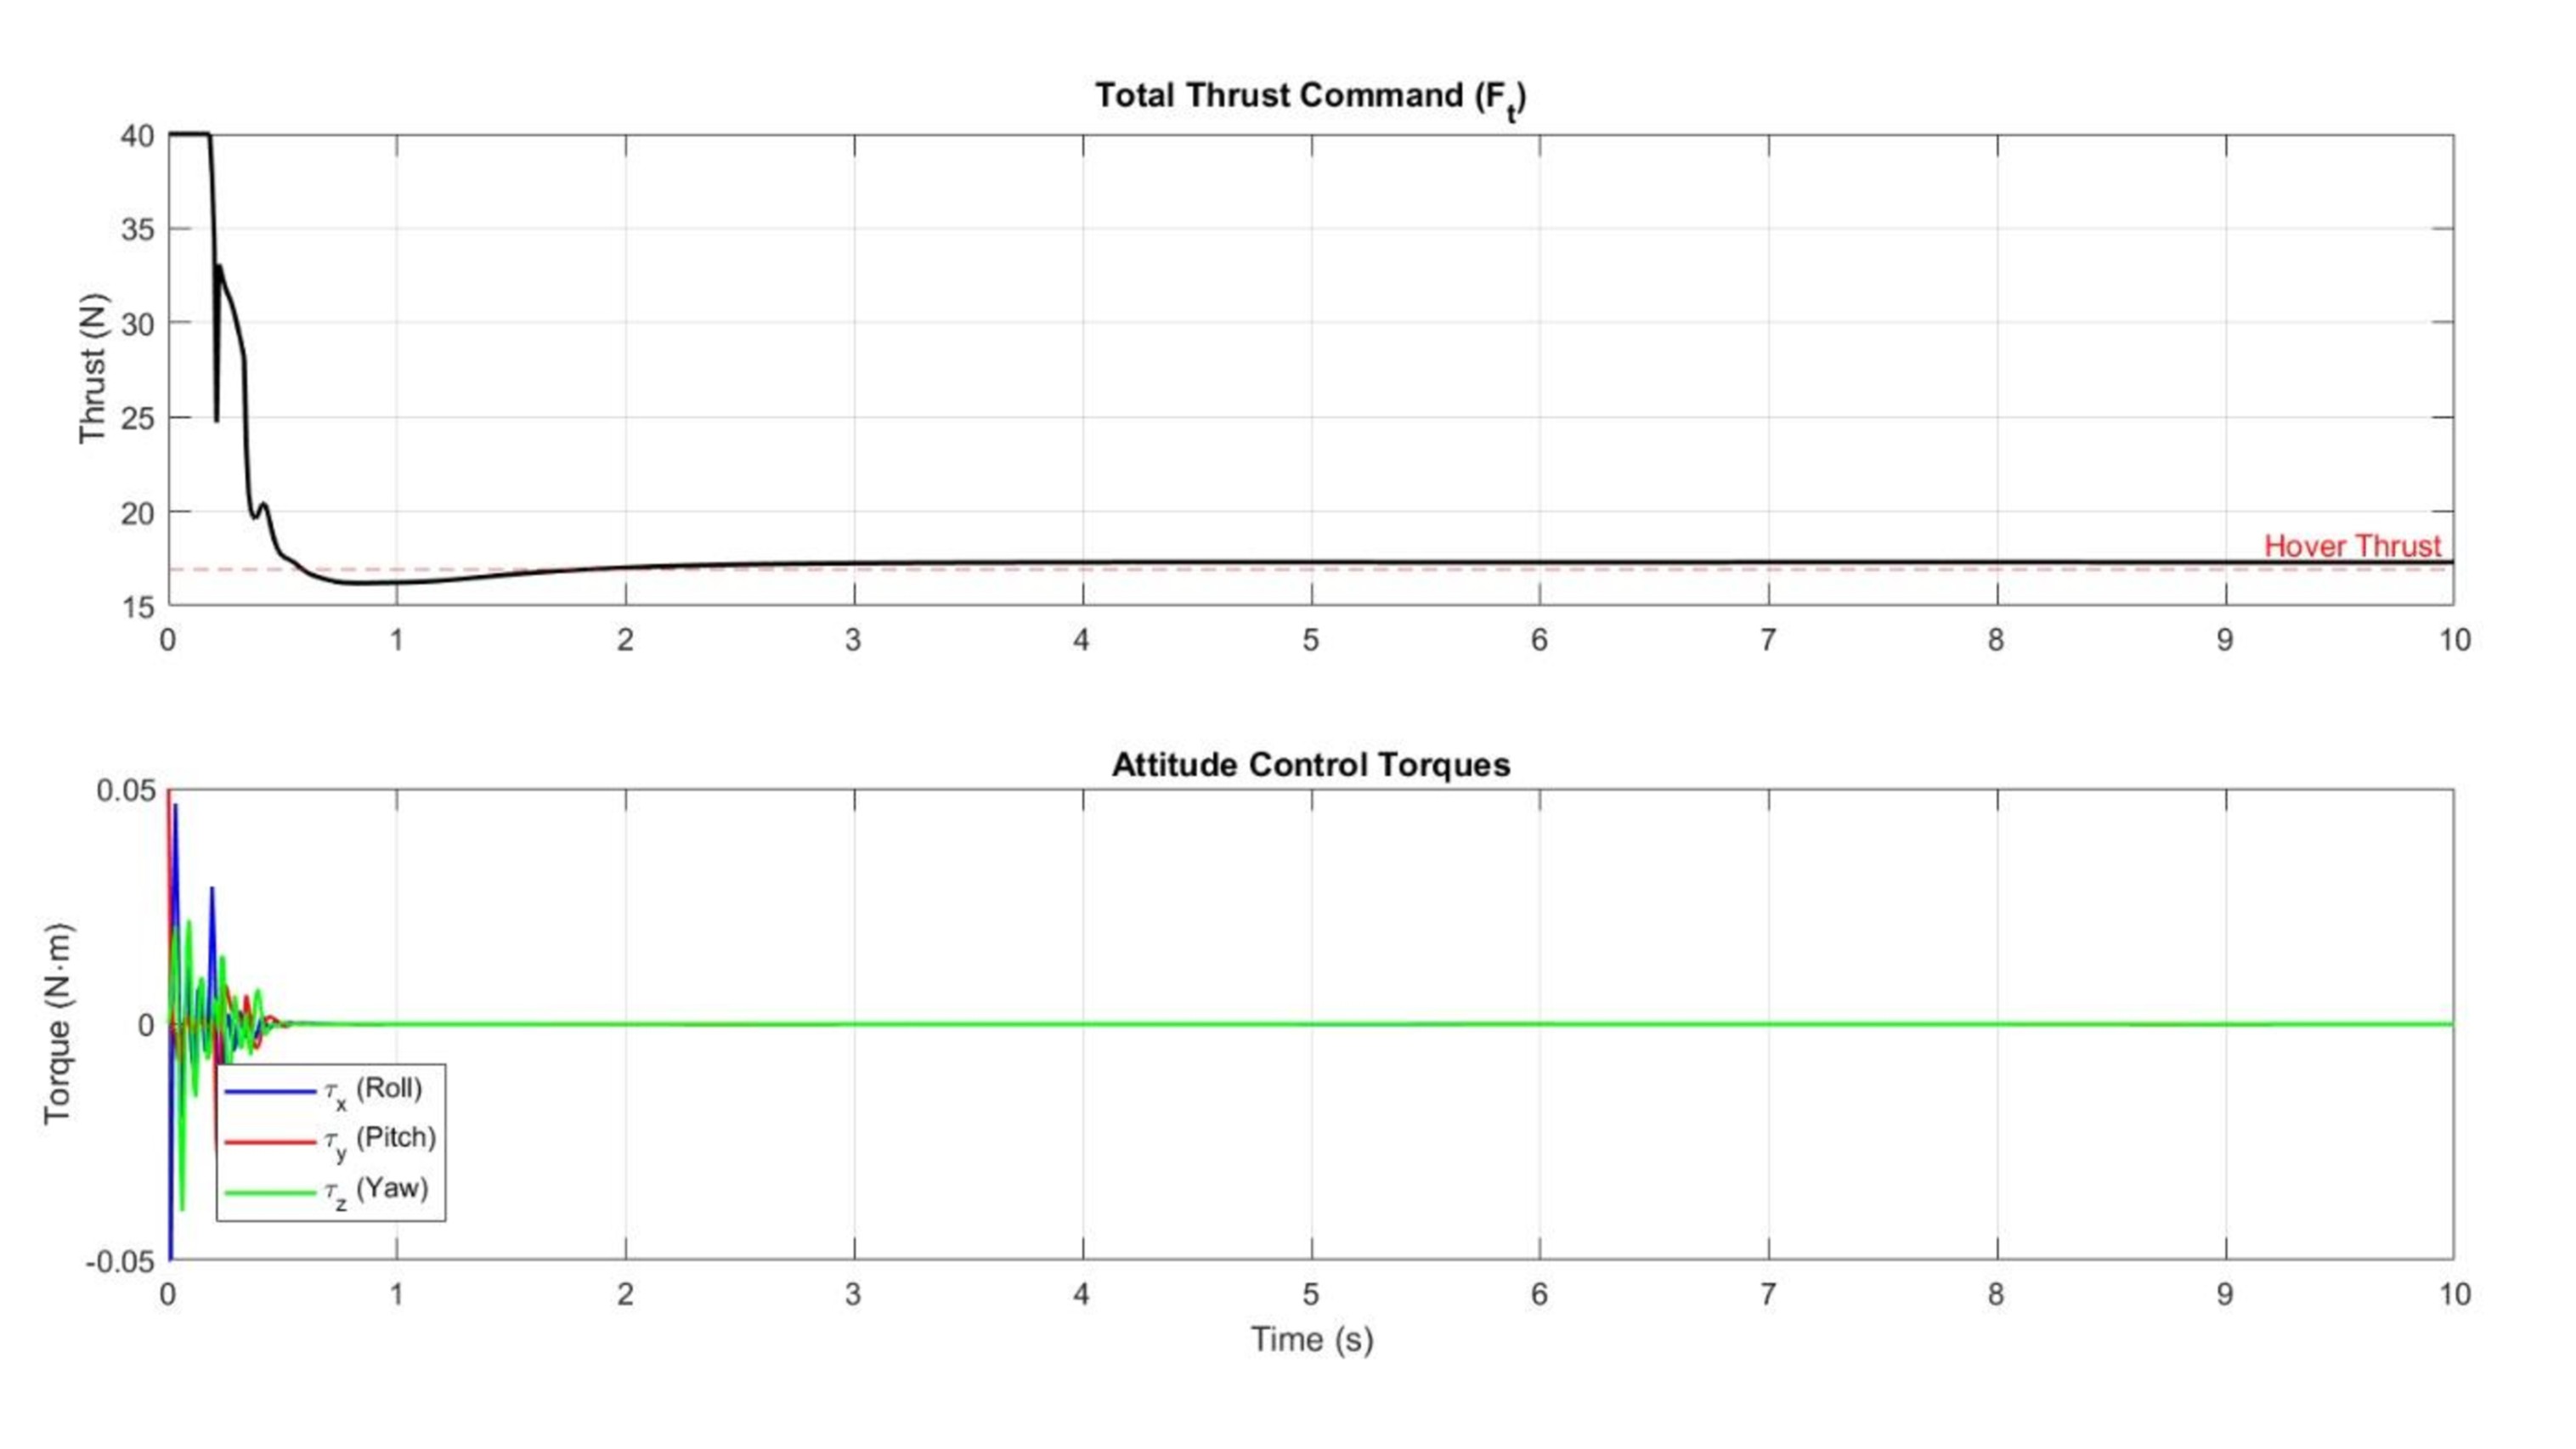 Total Thrust Command (Fₜ)
Thrust (N)
40
35
30
25
20
15
Hover Thrust
0 1 2 3 4 5 6 7 8 9 10
Attitude Control Torques
Torque (N·m)
0.05
0
-0.05
τₓ (Roll)
τ_y (Pitch)
τ_z (Yaw)
0 1 2 3 4 5 6 7 8 9 10
Time (s)